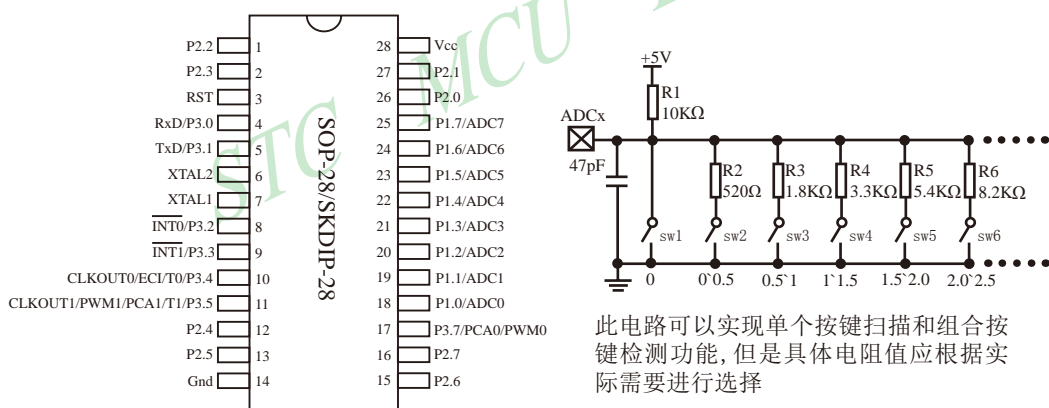 STC MCU
P2.2 1
P2.3 2
RST 3
RxD/P3.0 4
TxD/P3.1 5
XTAL2 6
XTAL1 7
INT0/P3.2 8
INT1/P3.3 9
CLKOUT0/ECI/T0/P3.4 10
CLKOUT1/PWM1/PCA1/T1/P3.5 11
P2.4 12
P2.5 13
Gnd 14
SOP-28/SKDIP-28
28 Vcc
27 P2.1
26 P2.0
25 P1.7/ADC7
24 P1.6/ADC6
23 P1.5/ADC5
22 P1.4/ADC4
21 P1.3/ADC3
20 P1.2/ADC2
19 P1.1/ADC1
18 P1.0/ADC0
17 P3.7/PCA0/PWM0
16 P2.7
15 P2.6
+5V
R1
10KΩ
ADCx
47pF
R2
520Ω
R3
1.8KΩ
R4
3.3KΩ
R5
5.4KΩ
R6
8.2KΩ
sw1 sw2 sw3 sw4 sw5 sw6
0 0`0.5 0.5`1 1`1.5 1.5`2.0 2.0`2.5
此电路可以实现单个按键扫描和组合按
键检测功能,但是具体电阻值应根据实
际需要进行选择